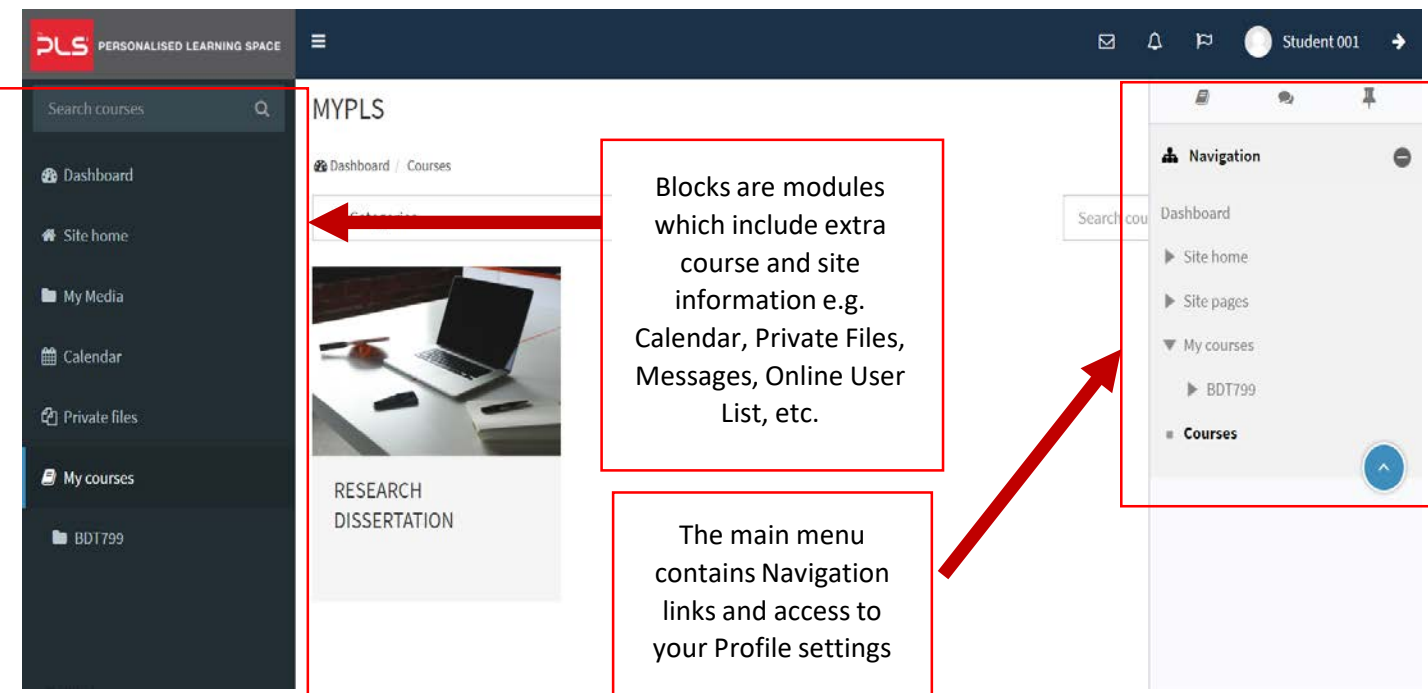 PLS PERSONALISED LEARNING SPACE
Student 001
Search courses
Dashboard
Site home
My Media
Calendar
Private files
My courses
BDT799
MYPLS
Dashboard / Courses
Search cou
RESEARCH
DISSERTATION
Blocks are modules
which include extra
course and site
information e.g.
Calendar, Private Files,
Messages, Online User
List, etc.
The main menu
contains Navigation
links and access to
your Profile settings
Navigation
Dashboard
Site home
Site pages
My courses
BDT799
Courses